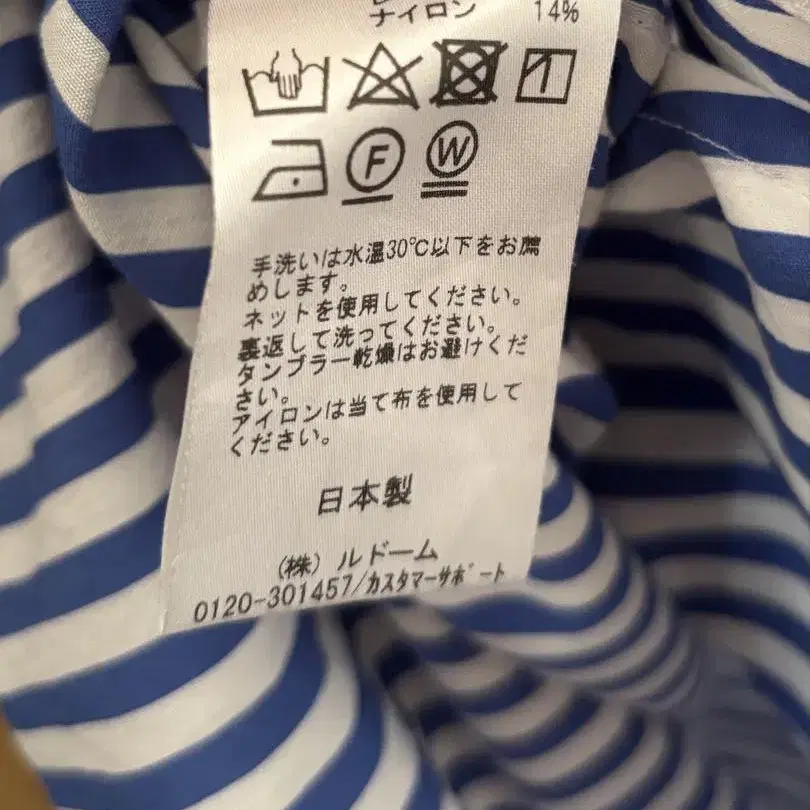 ナイロン 14%
F W
手洗いは水温30℃以下をお薦
めします。
ネットを使用してください。
裏返して洗ってください。
タンブラー乾燥はお避けくだ
さい。
アイロンは当て布を使用して
ください。
日本製
(株) ルドーム
0120-301457/カスタマーサポート